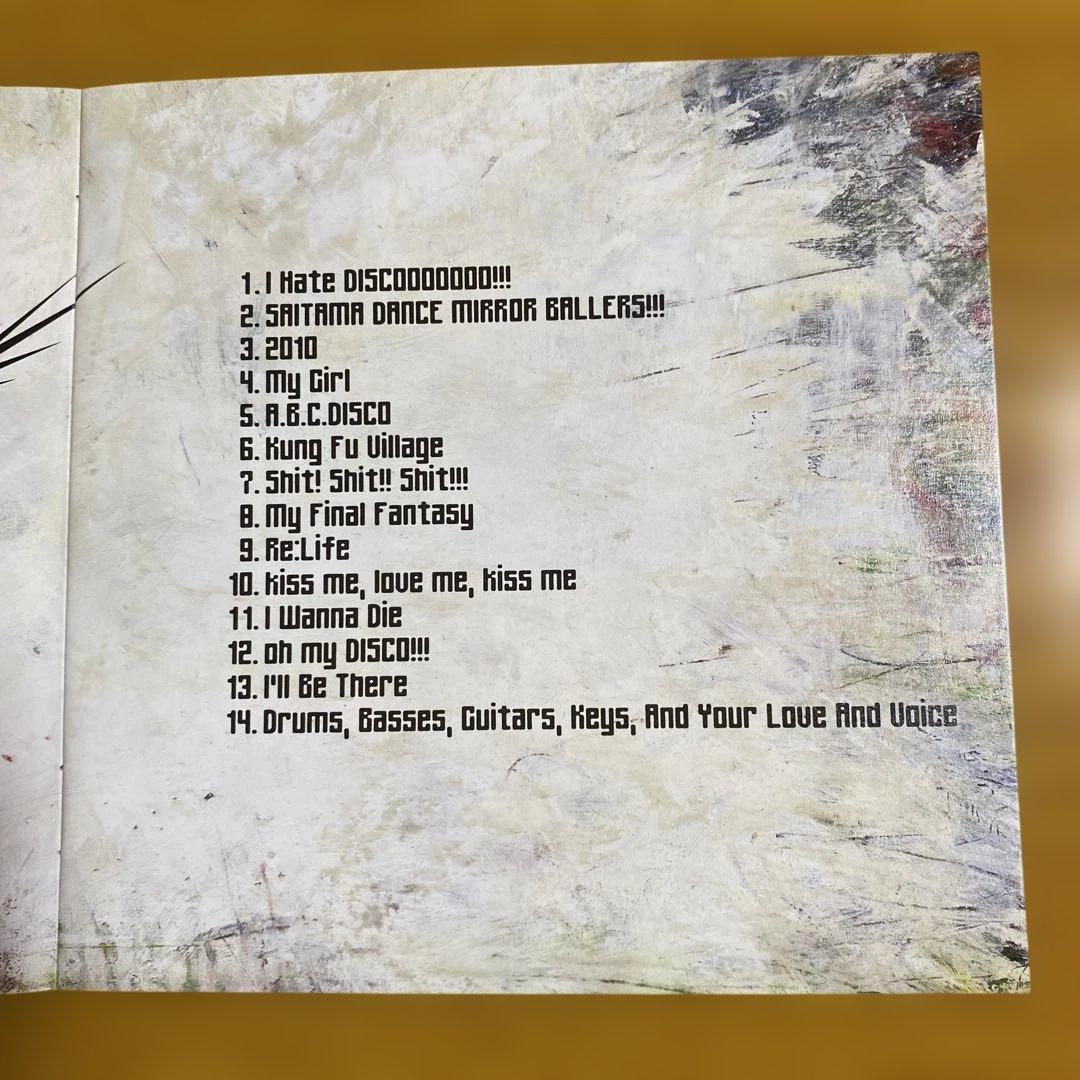 1. I Hate DISCOOOOOOO!!!
2. SAITAMA DANCE MIRROR BALLERS!!!
3. 2010
4. My Girl
5. A.B.C.DISCO
6. Kung Fu Village
7. Shit! Shit!! Shit!!!
8. My Final Fantasy
9. Re:Life
10. kiss me, love me, kiss me
11. I Wanna Die
12. oh my DISCO!!!
13. I'll Be There
14. Drums, Basses, Guitars, Keys, And Your Love And Voice